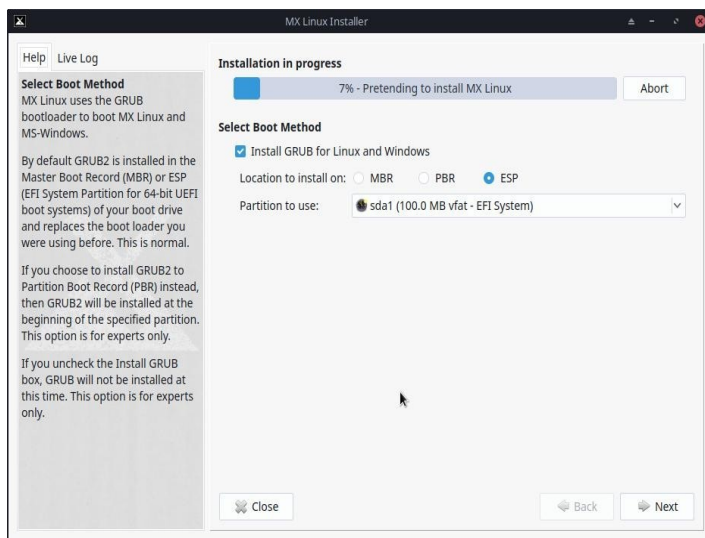 MX Linux Installer
Help Live Log
Select Boot Method
MX Linux uses the GRUB
bootloader to boot MX Linux and
MS-Windows.
By default GRUB2 is installed in the
Master Boot Record (MBR) or ESP
(EFI System Partition for 64-bit UEFI
boot systems) of your boot drive
and replaces the boot loader you
were using before. This is normal.
If you choose to install GRUB2 to
Partition Boot Record (PBR) instead,
then GRUB2 will be installed at the
beginning of the specified partition.
This option is for experts only.
If you uncheck the Install GRUB
box, GRUB will not be installed at
this time. This option is for experts
only.
Installation in progress
7% - Pretending to install MX Linux
Abort
Select Boot Method
Install GRUB for Linux and Windows
Location to install on: MBR PBR ESP
Partition to use: sda1 (100.0 MB vfat - EFI System)
Close Back Next